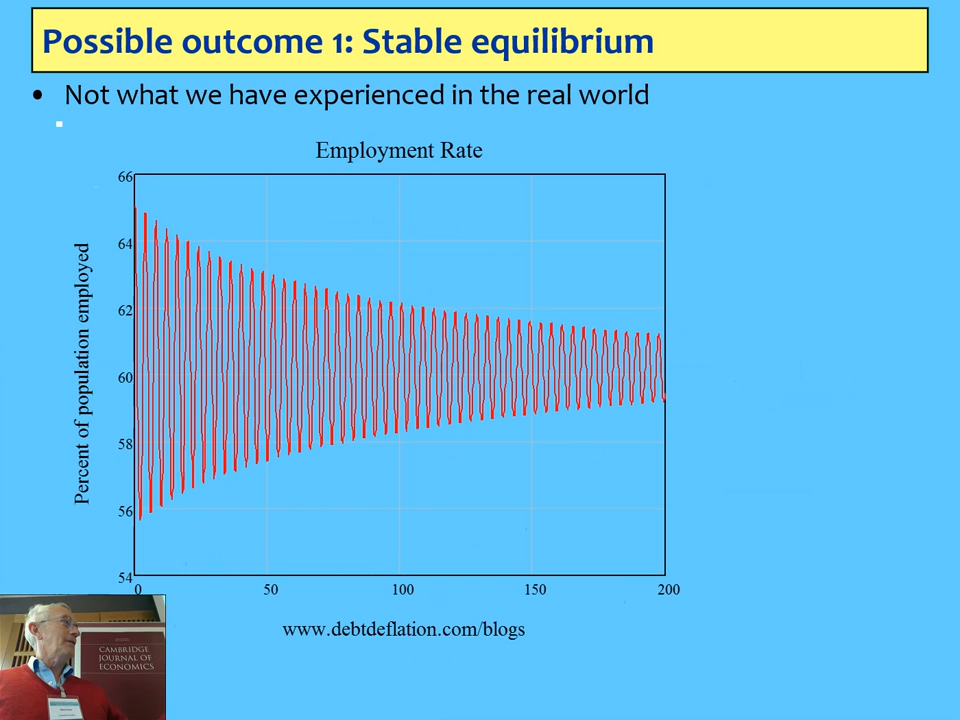 Possible outcome 1: Stable equilibrium
• Not what we have experienced in the real world
Employment Rate
Percent of population employed
66
64
62
60
58
56
54
0 50 100 150 200
www.debtdeflation.com/blogs
CAMBRIDGE
JOURNAL OF
ECONOMICS